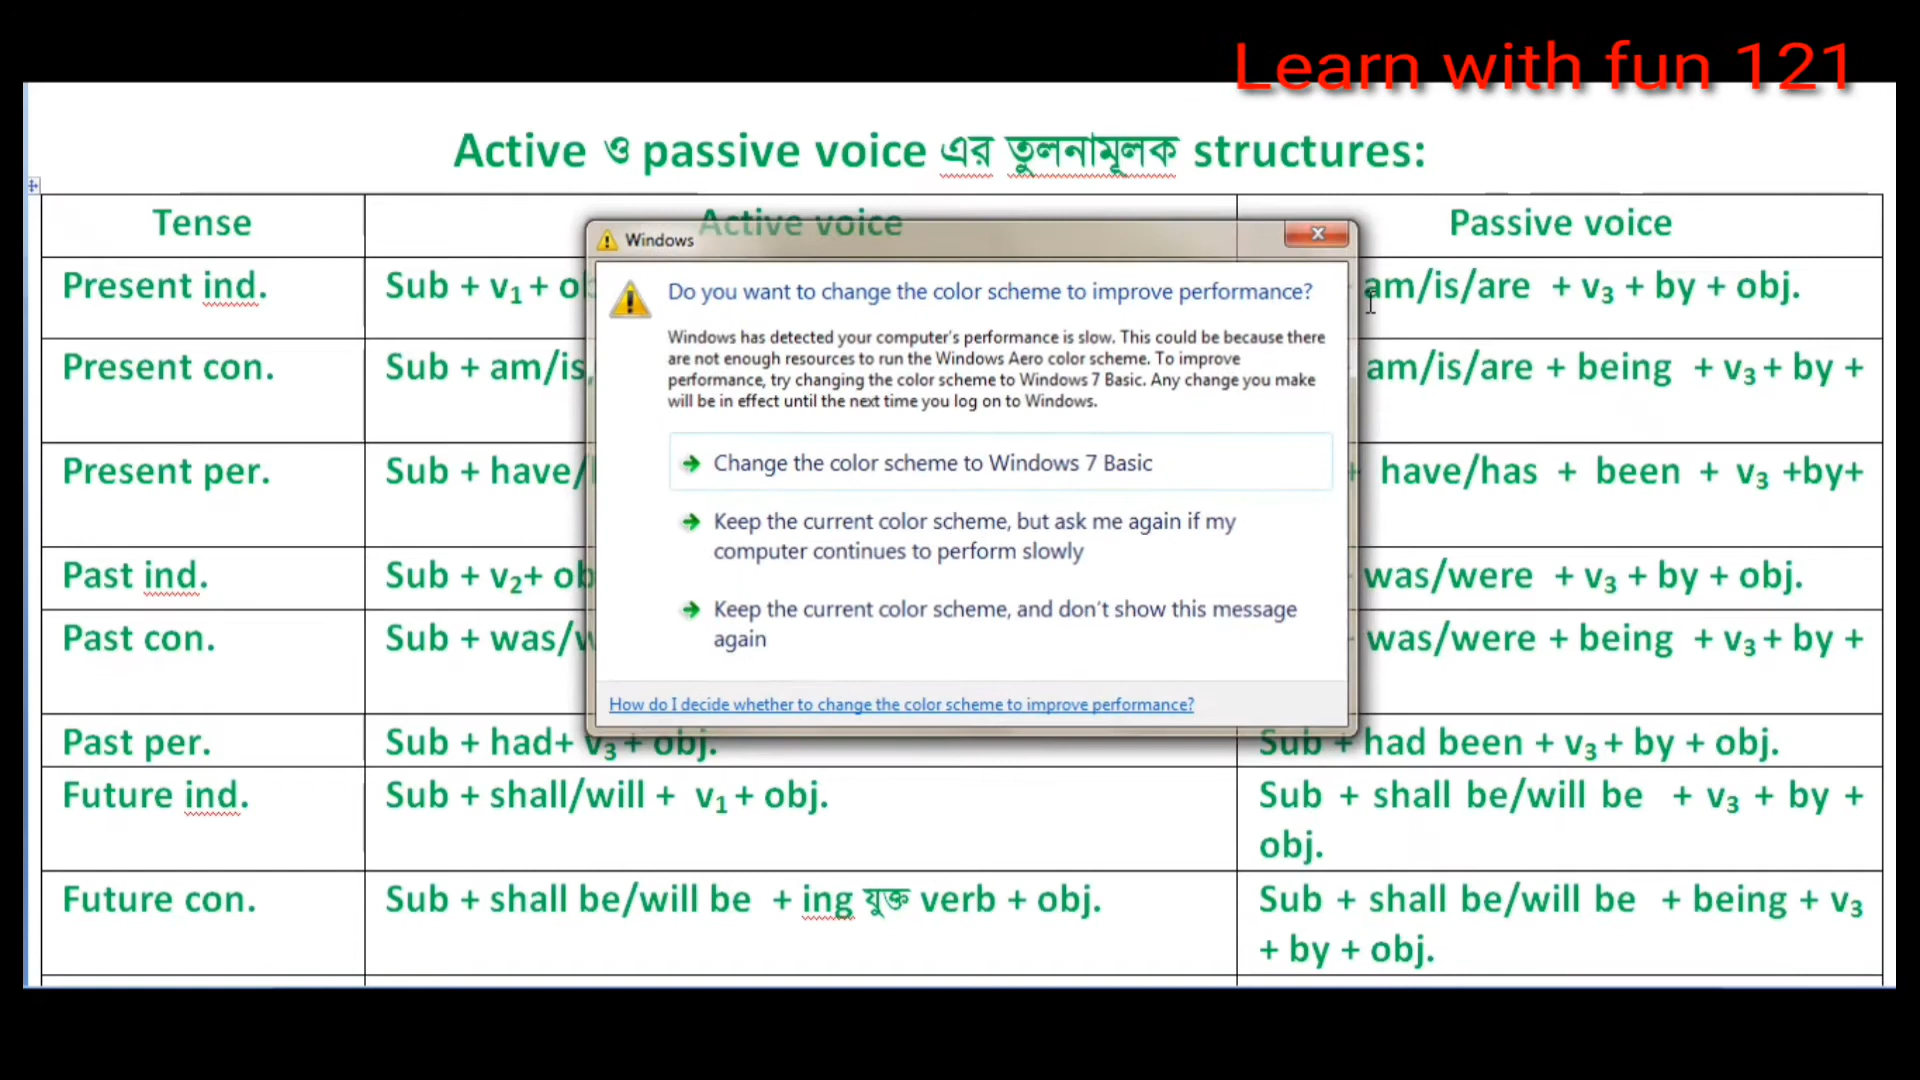 Learn with fun 121
Active ও passive voice এর তুলনামূলক structures:
Tense Active voice Passive voice
Present ind. Sub + v1 + am/is/are + v3 + by + obj.
Present con. Sub + am/is am/is/are + being + v3 + by +
Present per. Sub + have/ + have/has + been + v3 +by+
Past ind. Sub + v2+ was/were + v3 + by + obj.
Past con. Sub + was/ was/were + being + v3 + by +
Past per. Sub + had+ v3 + obj. Sub + had been + v3 + by + obj.
Future ind. Sub + shall/will + v1 + obj. Sub + shall be/will be + v3 + by +
obj.
Future con. Sub + shall be/will be + ing যুক্ত verb + obj. Sub + shall be/will be + being + v3
+ by + obj.
Windows
Do you want to change the color scheme to improve performance?
Windows has detected your computer's performance is slow. This could be because there
are not enough resources to run the Windows Aero color scheme. To improve
performance, try changing the color scheme to Windows 7 Basic. Any change you make
will be in effect until the next time you log on to Windows.
Change the color scheme to Windows 7 Basic
Keep the current color scheme, but ask me again if my
computer continues to perform slowly
Keep the current color scheme, and don't show this message
again
How do I decide whether to change the color scheme to improve performance?